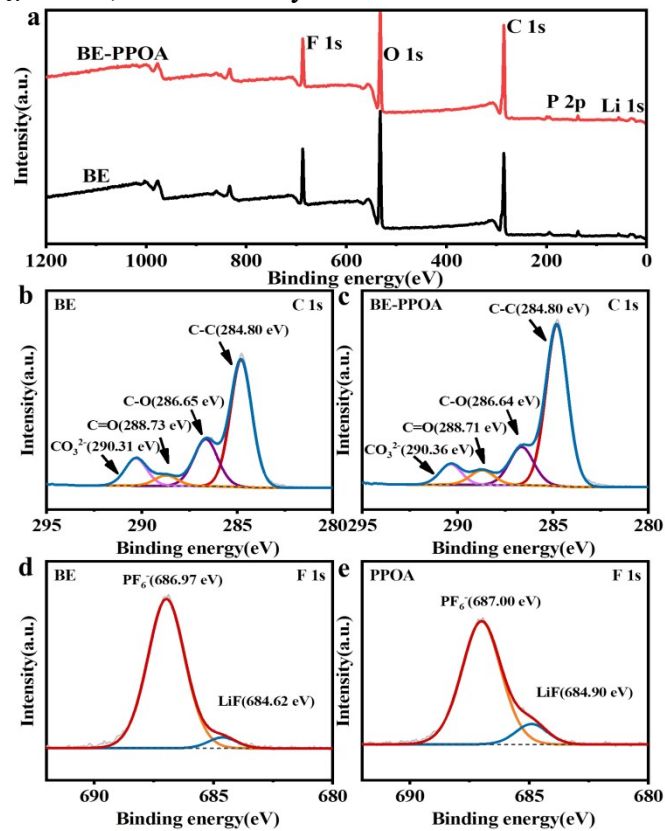 a
BE-PPOA
F 1s
O 1s
C 1s
P 2p
Li 1s
BE
Intensity(a.u.)
1200 1000 800 600 400 200 0
Binding energy(eV)
b
BE
C 1s
C-C(284.80 eV)
C-O(286.65 eV)
C=O(288.73 eV)
CO₃²⁻(290.31 eV)
Intensity(a.u.)
295 290 285 280
Binding energy(eV)
c
BE-PPOA
C 1s
C-C(284.80 eV)
C-O(286.64 eV)
C=O(288.71 eV)
CO₃²⁻(290.36 eV)
Intensity(a.u.)
295 290 285 280
Binding energy(eV)
d
BE
F 1s
PF₆⁻(686.97 eV)
LiF(684.62 eV)
Intensity(a.u.)
690 685 680
Binding energy(eV)
e
PPOA
F 1s
PF₆⁻(687.00 eV)
LiF(684.90 eV)
Intensity(a.u.)
690 685 680
Binding energy(eV)